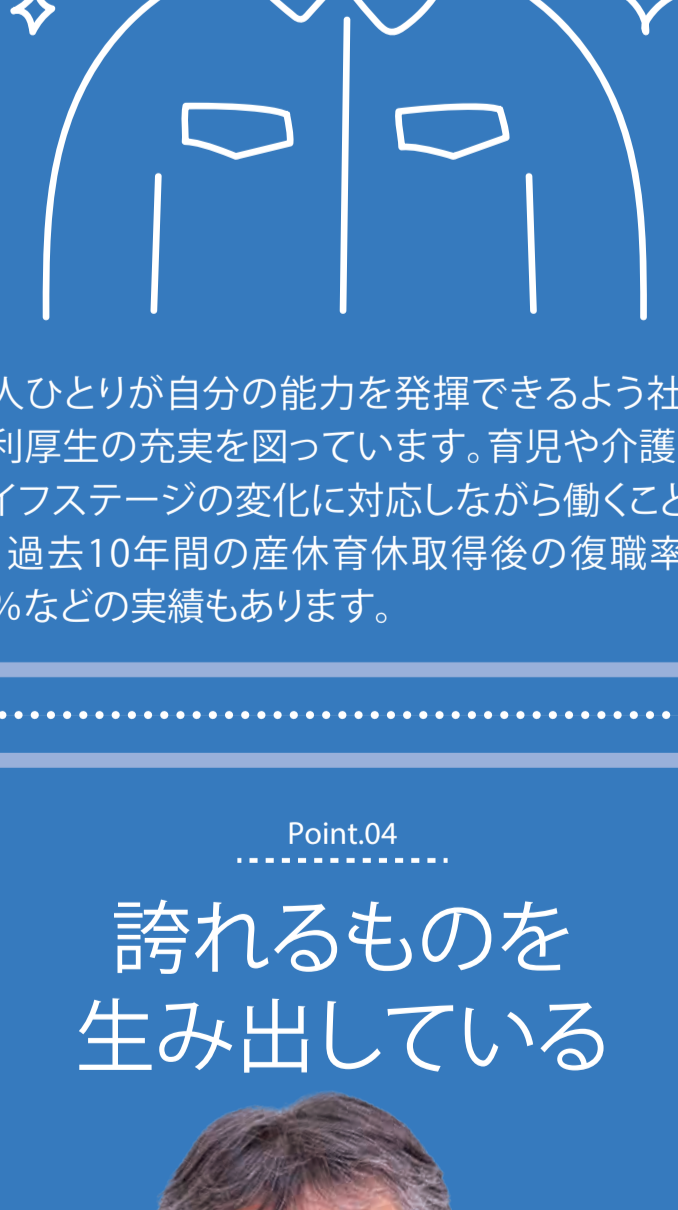 人ひとりが自分の能力を発揮できるよう社
利厚生の充実を図っています。育児や介護
イフステージの変化に対応しながら働くこと
過去10年間の産休育休取得後の復職率
%などの実績もあります。
Point.04
誇れるものを
生み出している